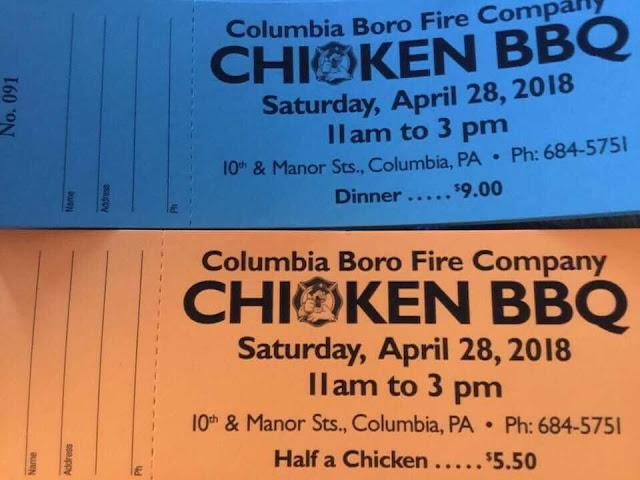 No. 091
Name
Address
Ph
Columbia Boro Fire Company
CHICKEN BBQ
Saturday, April 28, 2018
11am to 3 pm
10th & Manor Sts., Columbia, PA • Ph: 684-5751
Dinner ..... $9.00
Name
Address
Ph
Columbia Boro Fire Company
CHICKEN BBQ
Saturday, April 28, 2018
11am to 3 pm
10th & Manor Sts., Columbia, PA • Ph: 684-5751
Half a Chicken ..... $5.50